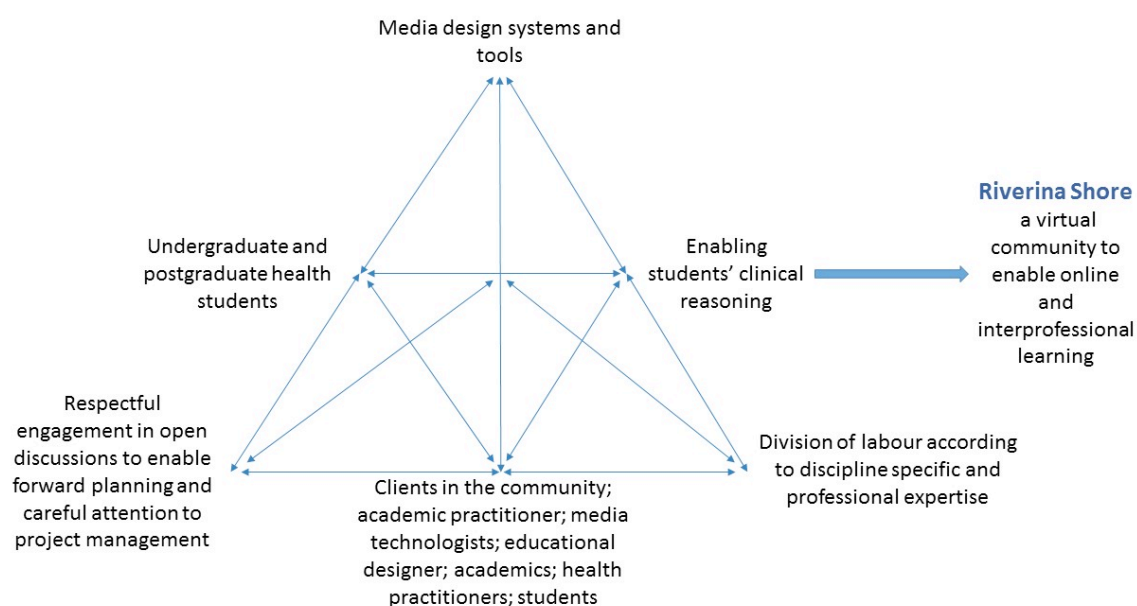 Media design systems and
tools
Undergraduate and
postgraduate health
students
Enabling
students’ clinical
reasoning
Riverina Shore
a virtual
community to
enable online
and
interprofessional
learning
Respectful
engagement in open
discussions to enable
forward planning and
careful attention to
project management
Clients in the community;
academic practitioner; media
technologists; educational
designer; academics; health
practitioners; students
Division of labour according
to discipline specific and
professional expertise